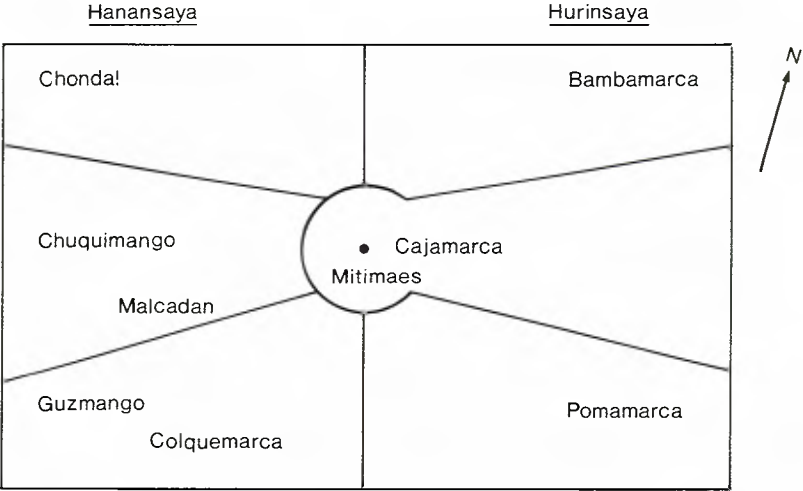 Hanansaya
Hurinsaya
N
Chonda!
Bambamarca
Chuquimango
Cajamarca
Mitimaes
Malcadan
Guzmango
Pomamarca
Colquemarca